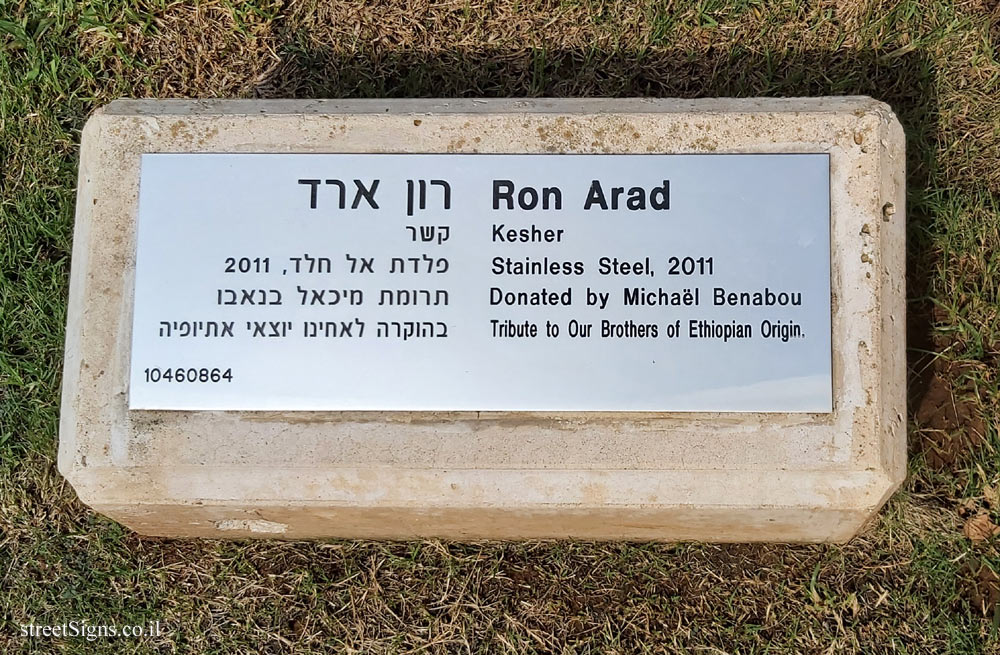 רון ארד
קשר
פלדת אל חלד, 2011
תרומת מיכאל בנאבו
בהוקרה לאחינו יוצאי אתיופיה
10460864
Ron Arad
Kesher
Stainless Steel, 2011
Donated by Michaël Benabou
Tribute to Our Brothers of Ethiopian Origin.
streetSigns.co.il